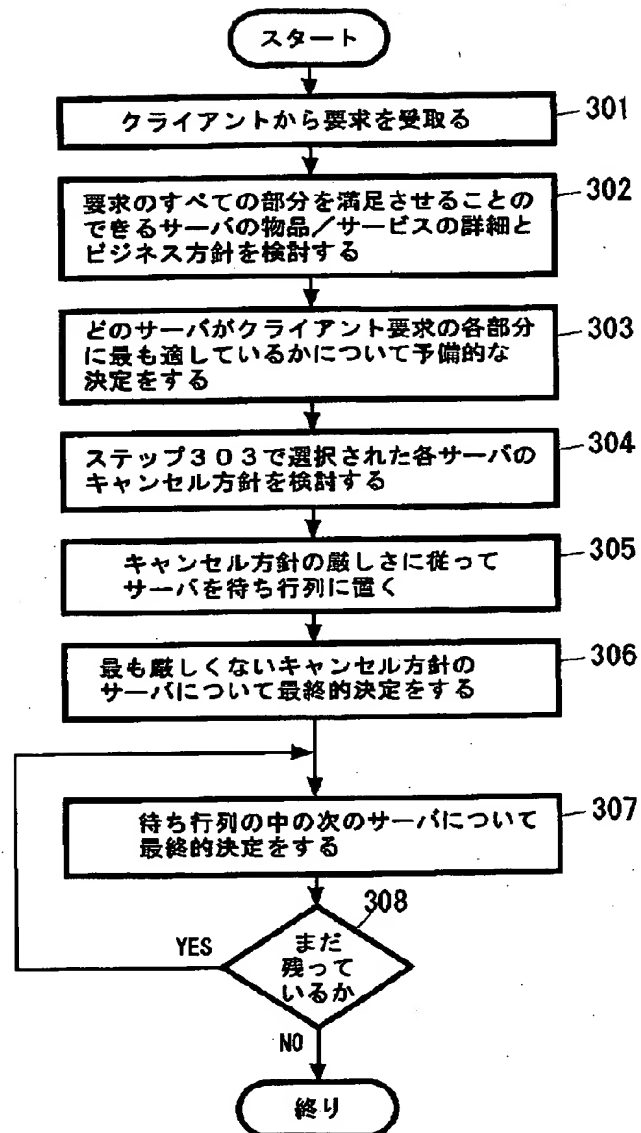 スタート
クライアントから要求を受取る
301
要求のすべての部分を満足させることの
できるサーバの物品／サービスの詳細と
ビジネス方針を検討する
302
どのサーバがクライアント要求の各部分
に最も適しているかについて予備的な
決定をする
303
ステップ３０３で選択された各サーバの
キャンセル方針を検討する
304
キャンセル方針の厳しさに従って
サーバを待ち行列に置く
305
最も厳しくないキャンセル方針の
サーバについて最終的決定をする
306
待ち行列の中の次のサーバについて
最終的決定をする
307
308
YES
まだ
残って
いるか
NO
終り